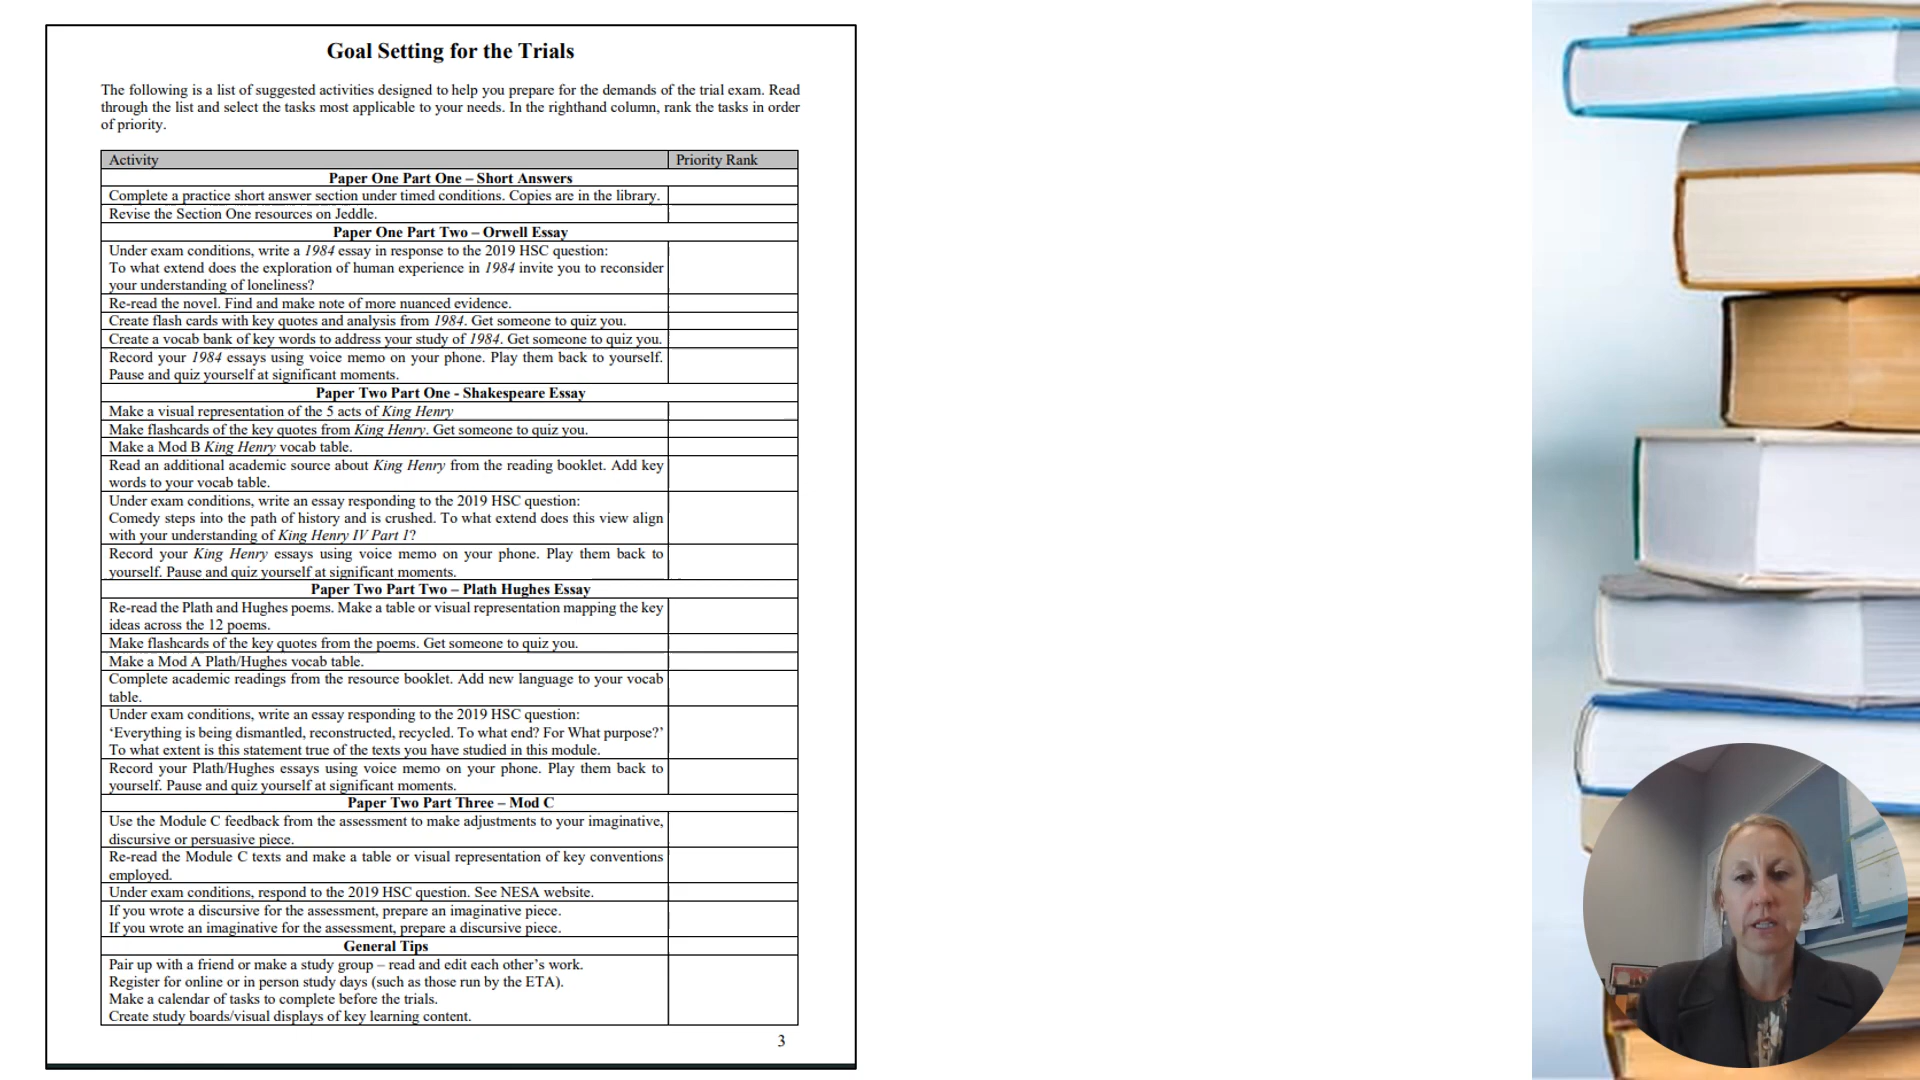 Goal Setting for the Trials
The following is a list of suggested activities designed to help you prepare for the demands of the trial exam. Read
through the list and select the tasks most applicable to your needs. In the righthand column, rank the tasks in order
of priority.
Activity Priority Rank
Paper One Part One – Short Answers
Complete a practice short answer section under timed conditions. Copies are in the library.
Revise the Section One resources on Jeddle.
Paper One Part Two – Orwell Essay
Under exam conditions, write a 1984 essay in response to the 2019 HSC question:
To what extend does the exploration of human experience in 1984 invite you to reconsider
your understanding of loneliness?
Re-read the novel. Find and make note of more nuanced evidence.
Create flash cards with key quotes and analysis from 1984. Get someone to quiz you.
Create a vocab bank of key words to address your study of 1984. Get someone to quiz you.
Record your 1984 essays using voice memo on your phone. Play them back to yourself.
Pause and quiz yourself at significant moments.
Paper Two Part One - Shakespeare Essay
Make a visual representation of the 5 acts of King Henry
Make flashcards of the key quotes from King Henry. Get someone to quiz you.
Make a Mod B King Henry vocab table.
Read an additional academic source about King Henry from the reading booklet. Add key
words to your vocab table.
Under exam conditions, write an essay responding to the 2019 HSC question:
Comedy steps into the path of history and is crushed. To what extend does this view align
with your understanding of King Henry IV Part 1?
Record your King Henry essays using voice memo on your phone. Play them back to
yourself. Pause and quiz yourself at significant moments.
Paper Two Part Two – Plath Hughes Essay
Re-read the Plath and Hughes poems. Make a table or visual representation mapping the key
ideas across the 12 poems.
Make flashcards of the key quotes from the poems. Get someone to quiz you.
Make a Mod A Plath/Hughes vocab table.
Complete academic readings from the resource booklet. Add new language to your vocab
table.
Under exam conditions, write an essay responding to the 2019 HSC question:
‘Everything is being dismantled, reconstructed, recycled. To what end? For What purpose?’
To what extent is this statement true of the texts you have studied in this module.
Record your Plath/Hughes essays using voice memo on your phone. Play them back to
yourself. Pause and quiz yourself at significant moments.
Paper Two Part Three – Mod C
Use the Module C feedback from the assessment to make adjustments to your imaginative,
discursive or persuasive piece.
Re-read the Module C texts and make a table or visual representation of key conventions
employed.
Under exam conditions, respond to the 2019 HSC question. See NESA website.
If you wrote a discursive for the assessment, prepare an imaginative piece.
If you wrote an imaginative for the assessment, prepare a discursive piece.
General Tips
Pair up with a friend or make a study group – read and edit each other’s work.
Register for online or in person study days (such as those run by the ETA).
Make a calendar of tasks to complete before the trials.
Create study boards/visual displays of key learning content.
3